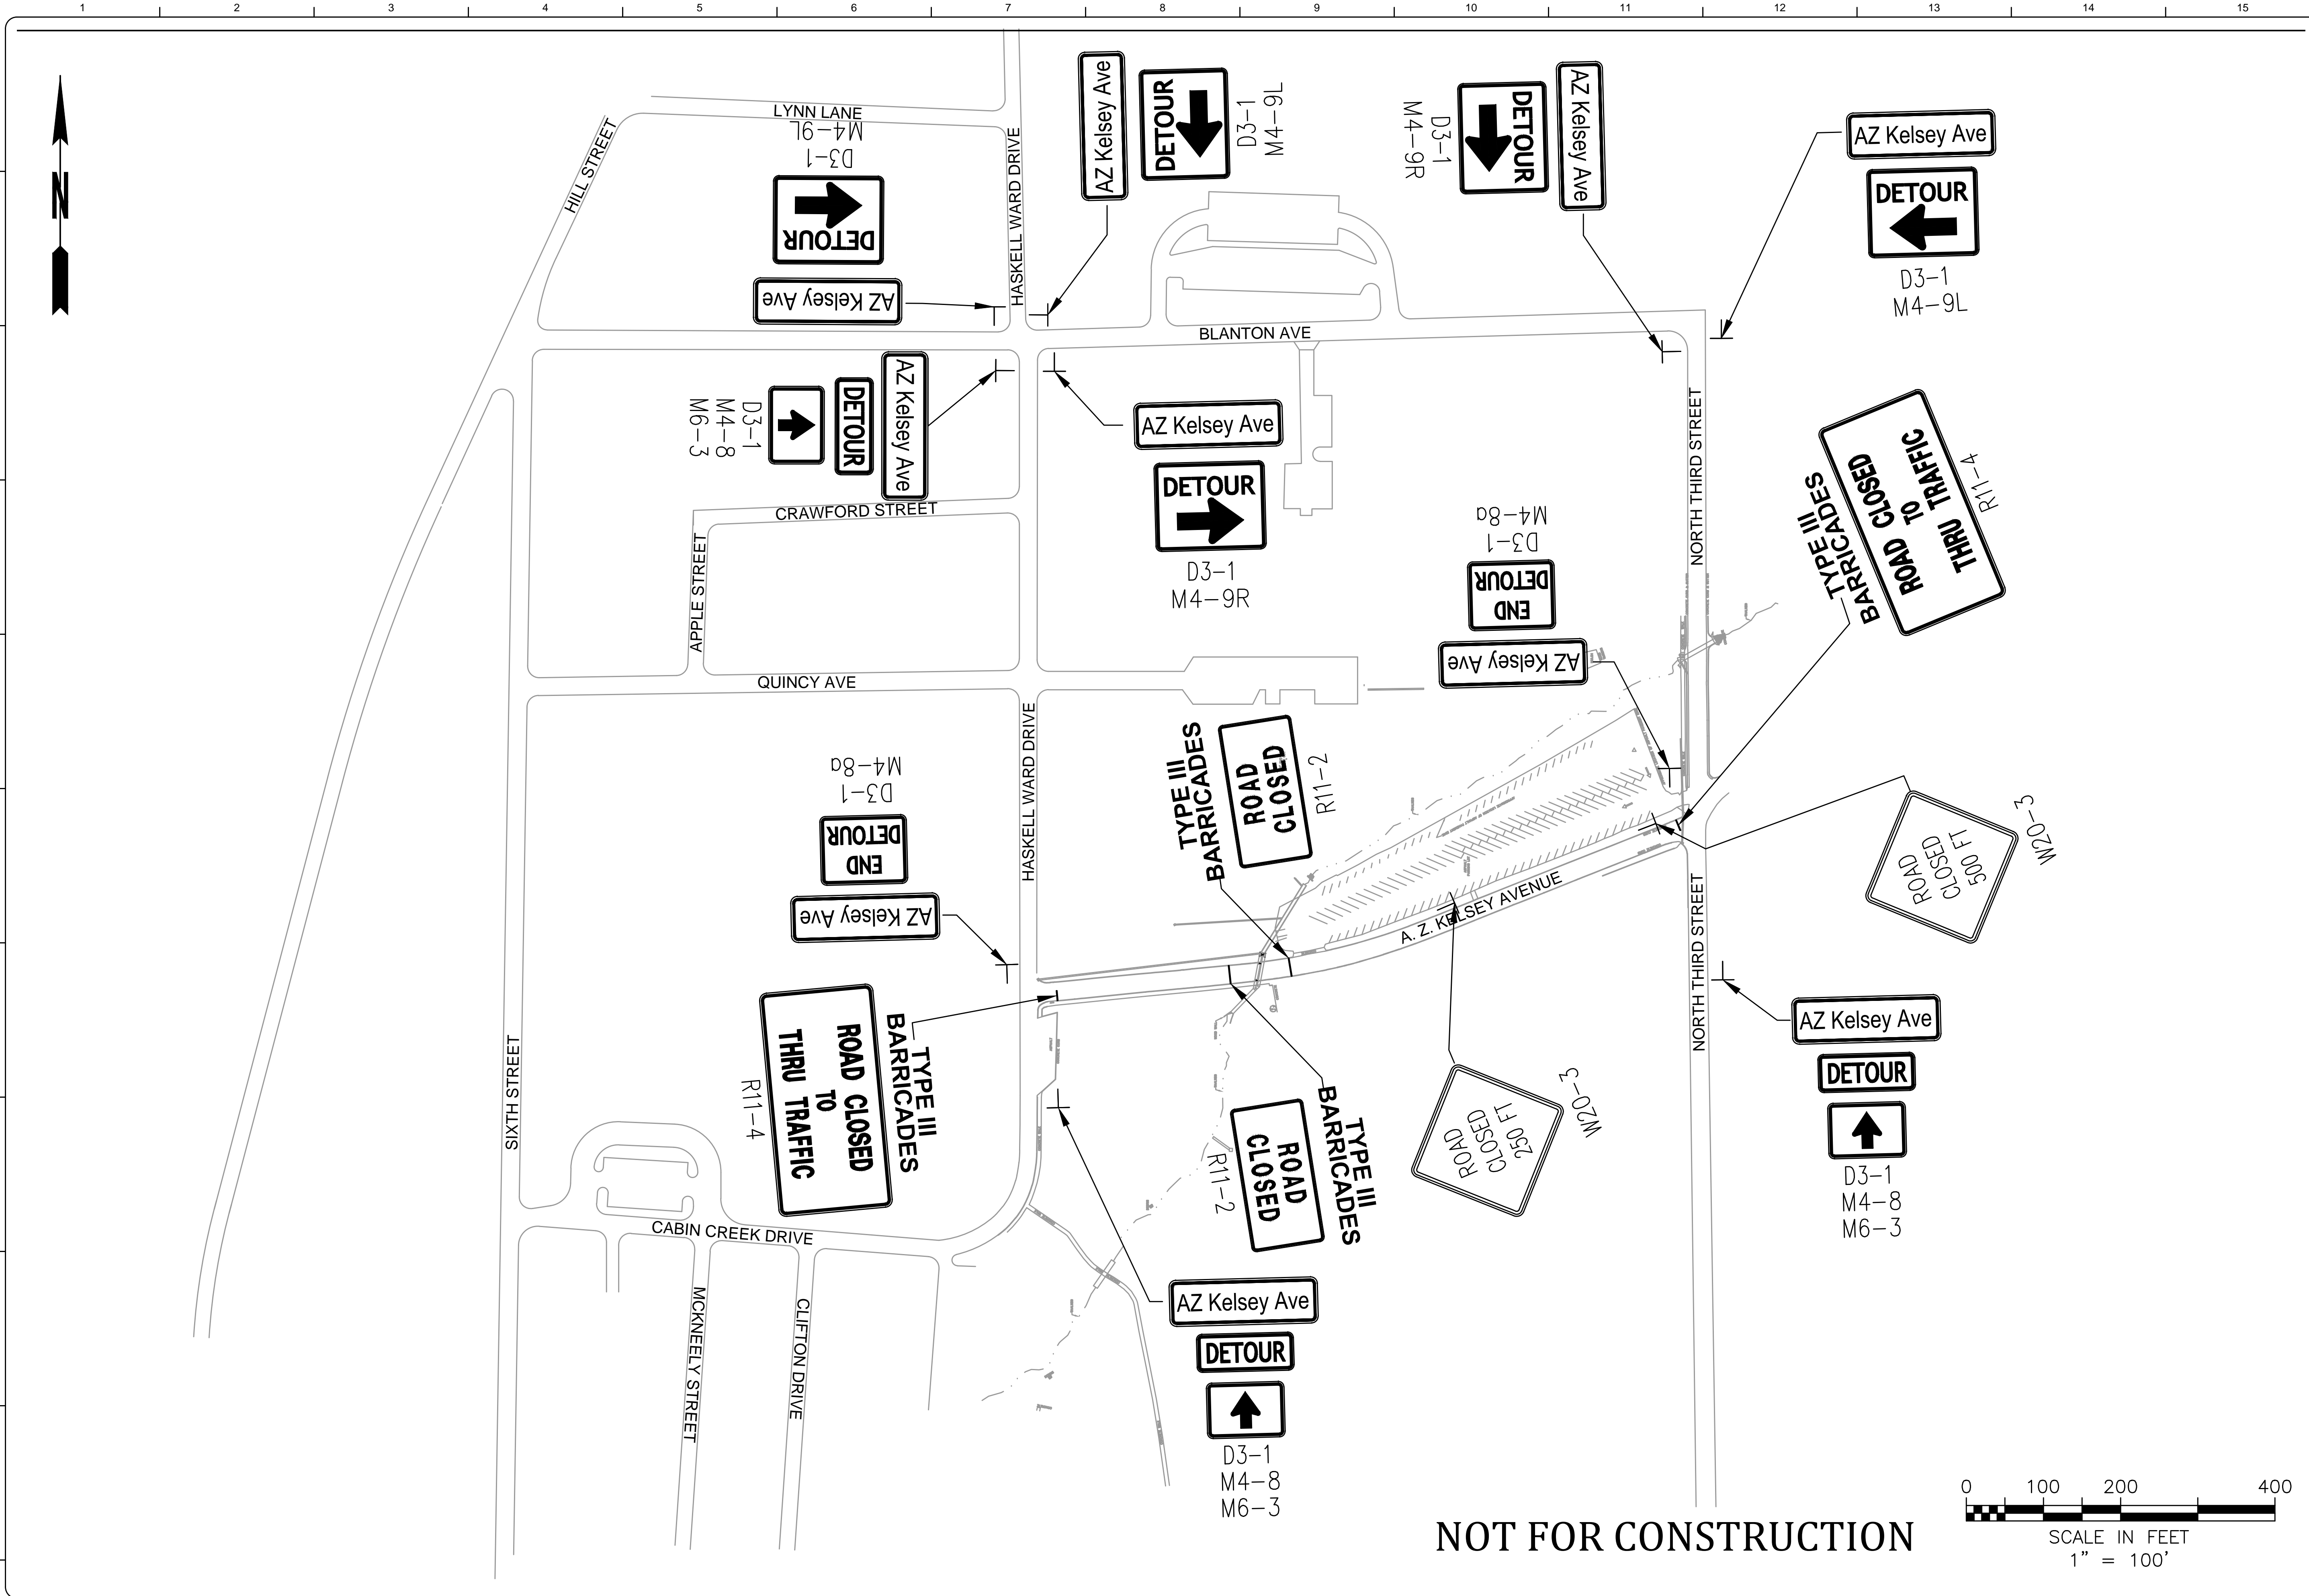 1 2 3 4 5 6 7 8 9 10 11 12 13 14 15
N
LYNN LANE
M4-9L
D3-1
DETOUR
AZ Kelsey Ave
HILL STREET
HASKELL WARD DRIVE
AZ Kelsey Ave
DETOUR
D3-1
M4-9L
AZ Kelsey Ave
DETOUR
D3-1
M4-9R
AZ Kelsey Ave
DETOUR
D3-1
M4-9L
BLANTON AVE
AZ Kelsey Ave
DETOUR
D3-1
M4-8
M6-3
AZ Kelsey Ave
DETOUR
D3-1
M4-9R
NORTH THIRD STREET
TYPE III
BARRICADES
ROAD CLOSED
TO
THRU TRAFFIC
R11-4
CRAWFORD STREET
APPLE STREET
QUINCY AVE
AZ Kelsey Ave
END
DETOUR
D3-1
M4-8a
HASKELL WARD DRIVE
AZ Kelsey Ave
END
DETOUR
D3-1
M4-8a
TYPE III
BARRICADES
ROAD
CLOSED
R11-2
ROAD
CLOSED
500 FT
W20-3
A. Z. KELSEY AVENUE
NORTH THIRD STREET
TYPE III
BARRICADES
ROAD CLOSED
TO
THRU TRAFFIC
R11-4
SIXTH STREET
TYPE III
BARRICADES
ROAD
CLOSED
R11-2
ROAD
CLOSED
250 FT
W20-3
AZ Kelsey Ave
DETOUR
D3-1
M4-8
M6-3
CABIN CREEK DRIVE
MCKNEELY STREET
CLIFTON DRIVE
AZ Kelsey Ave
DETOUR
D3-1
M4-8
M6-3
NOT FOR CONSTRUCTION
0 100 200 400
SCALE IN FEET
1" = 100'